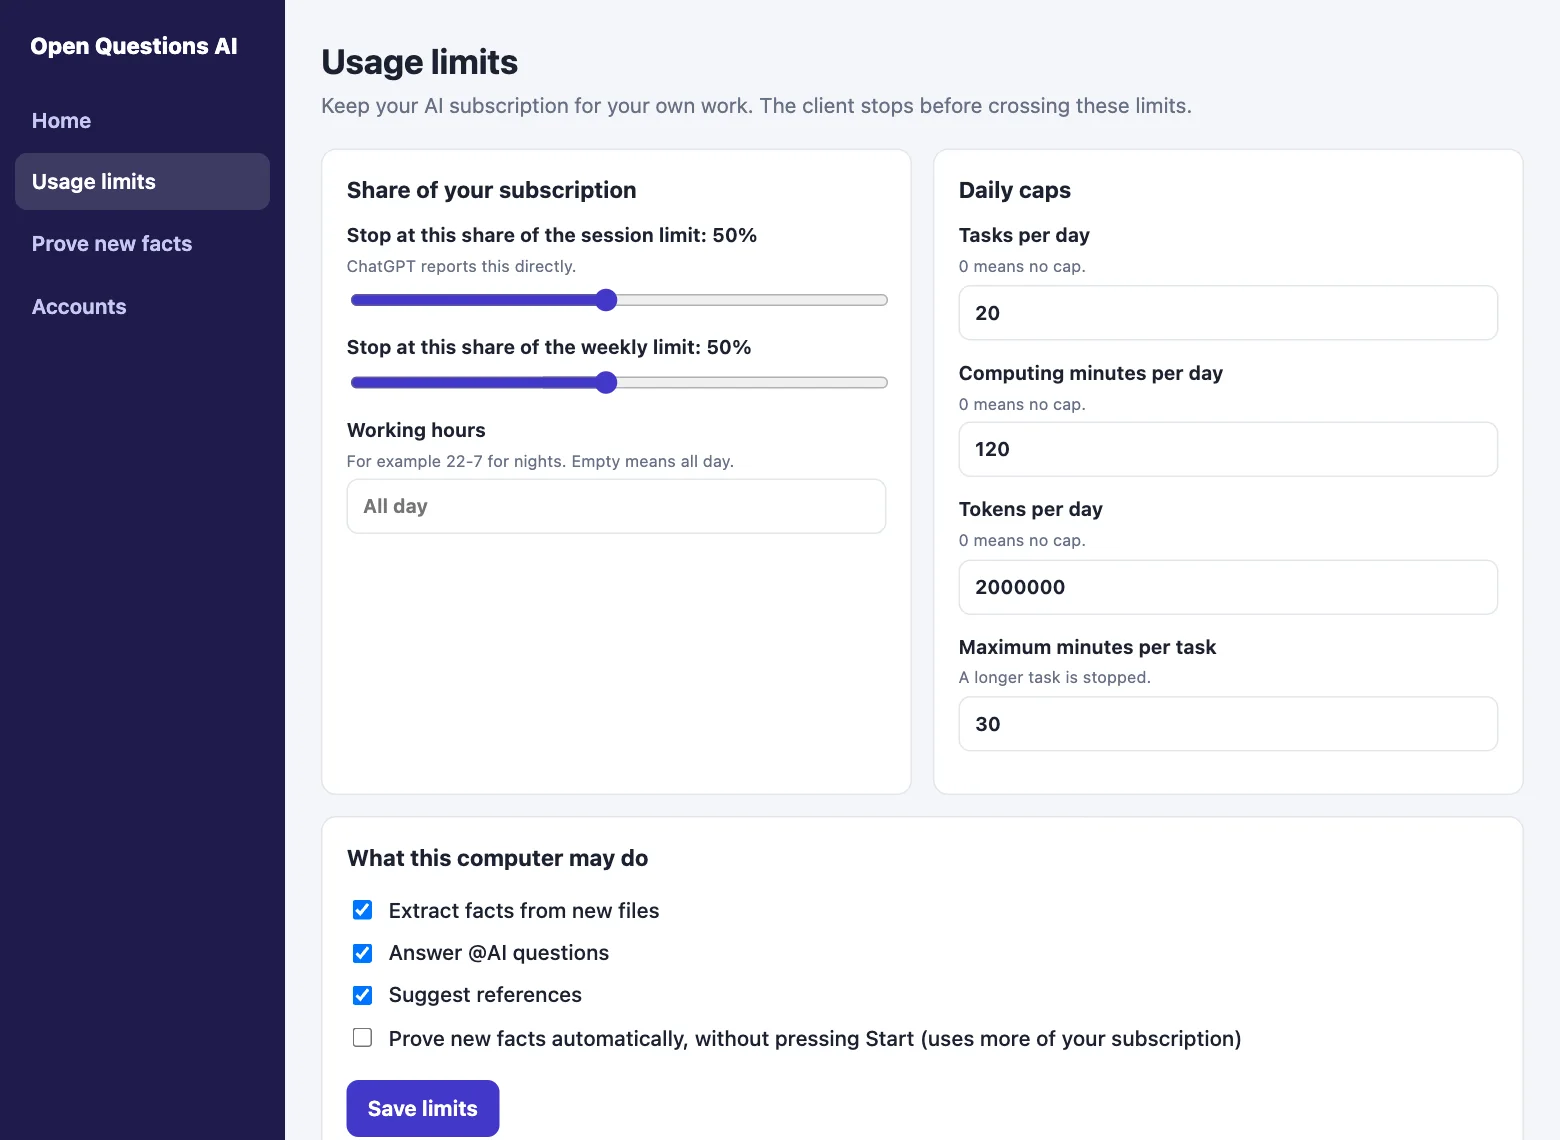 Open Questions AI
Home
Usage limits
Prove new facts
Accounts
Usage limits
Keep your AI subscription for your own work. The client stops before crossing these limits.
Share of your subscription
Stop at this share of the session limit: 50%
ChatGPT reports this directly.
Stop at this share of the weekly limit: 50%
Working hours
For example 22-7 for nights. Empty means all day.
All day
Daily caps
Tasks per day
0 means no cap.
20
Computing minutes per day
0 means no cap.
120
Tokens per day
0 means no cap.
2000000
Maximum minutes per task
A longer task is stopped.
30
What this computer may do
Extract facts from new files
Answer @AI questions
Suggest references
Prove new facts automatically, without pressing Start (uses more of your subscription)
Save limits